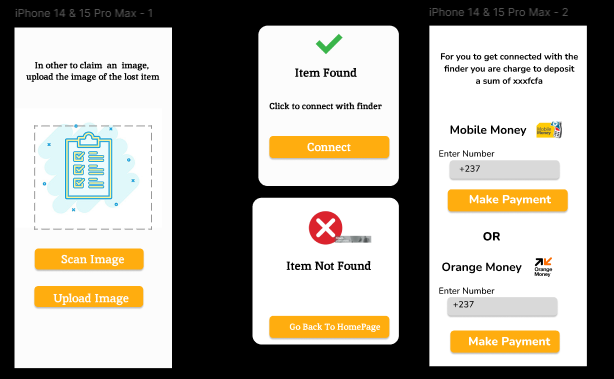 iPhone 14 & 15 Pro Max - 1
In other to claim an image,
upload the image of the lost item
Scan Image
Upload Image
Item Found
Click to connect with finder
Connect
Item Not Found
Go Back To HomePage
iPhone 14 & 15 Pro Max - 2
For you to get connected with the
finder you are charge to deposit
a sum of xxxfcfa
Mobile Money
Enter Number
+237
Make Payment
OR
Orange Money
Orange
Money
Enter Number
+237
Make Payment